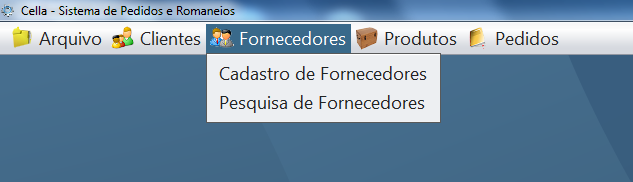 Cella - Sistema de Pedidos e Romaneios
Arquivo Clientes Fornecedores Produtos Pedidos
Cadastro de Fornecedores
Pesquisa de Fornecedores